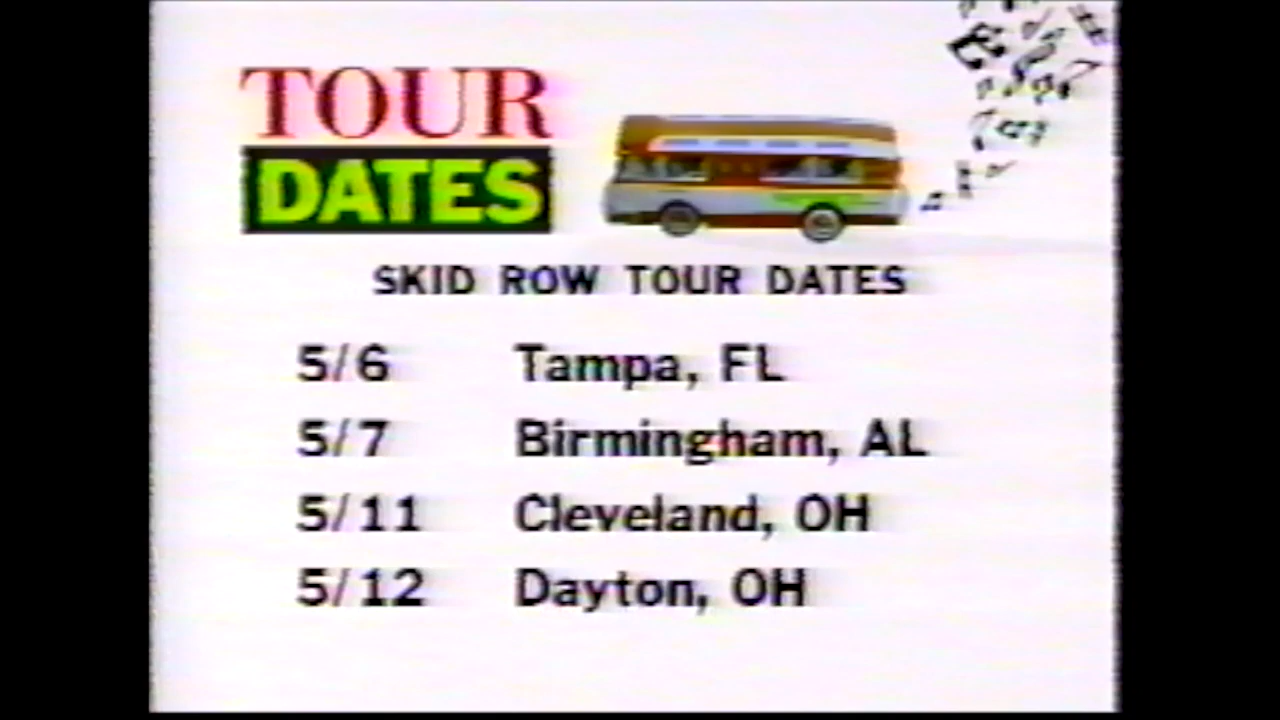 TOUR
DATES
SKID ROW TOUR DATES
5/6 Tampa, FL
5/7 Birmingham, AL
5/11 Cleveland, OH
5/12 Dayton, OH